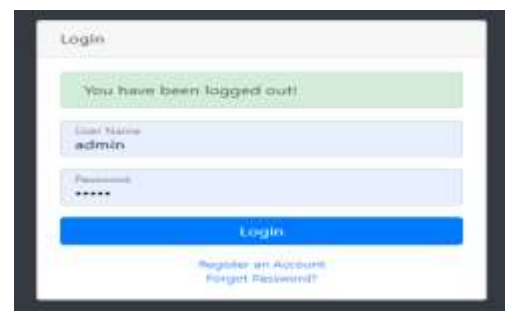 Login
You have been logged out!
User Name
admin
Password
•••••
Login
Register an Account
Forgot Password?